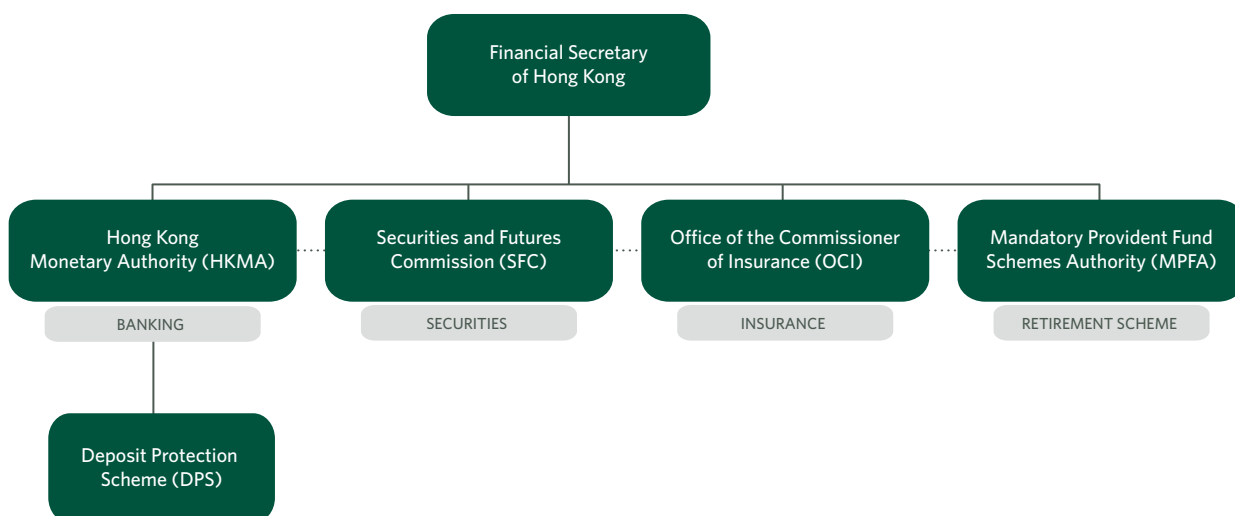 Financial Secretary
of Hong Kong
Hong Kong
Monetary Authority (HKMA)
Securities and Futures
Commission (SFC)
Office of the Commissioner
of Insurance (OCI)
Mandatory Provident Fund
Schemes Authority (MPFA)
BANKING
SECURITIES
INSURANCE
RETIREMENT SCHEME
Deposit Protection
Scheme (DPS)